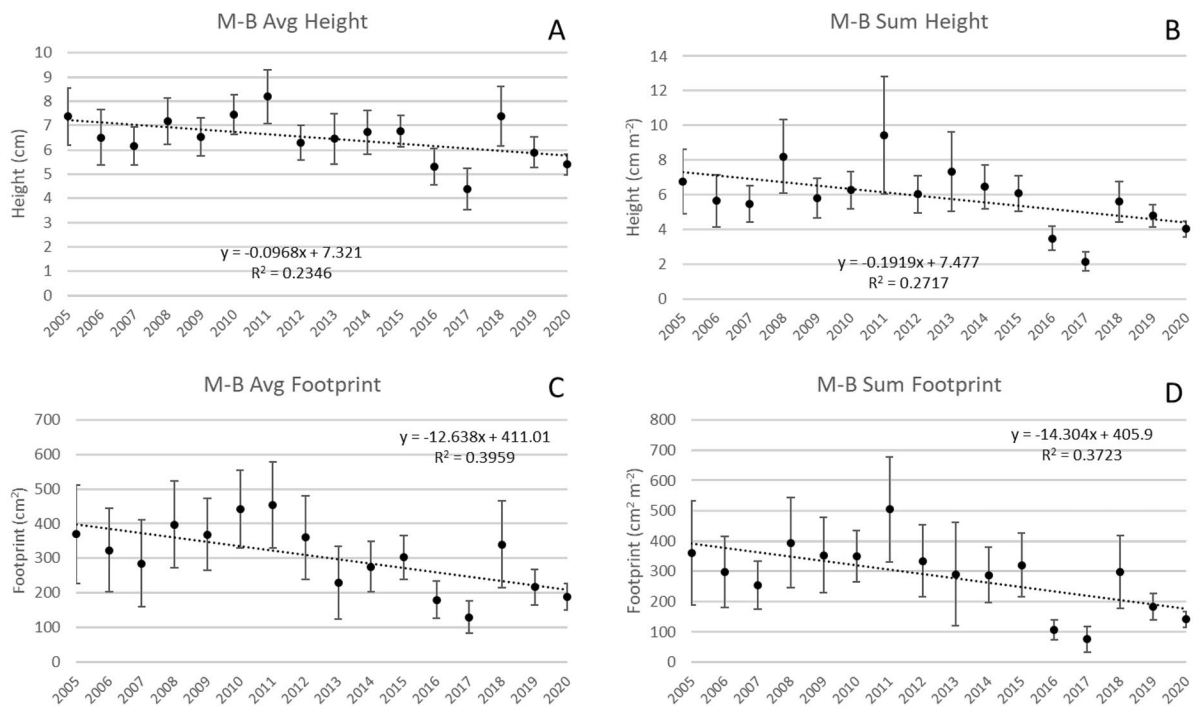 M-B Avg Height
A
Height (cm)
10
9
8
7
6
5
4
3
2
1
0
y = -0.0968x + 7.321
R² = 0.2346
2005 2006 2007 2008 2009 2010 2011 2012 2013 2014 2015 2016 2017 2018 2019 2020
M-B Sum Height
B
Height (cm m⁻²)
14
12
10
8
6
4
2
0
y = -0.1919x + 7.477
R² = 0.2717
2005 2006 2007 2008 2009 2010 2011 2012 2013 2014 2015 2016 2017 2018 2019 2020
M-B Avg Footprint
C
Footprint (cm²)
700
600
500
400
300
200
100
0
y = -12.638x + 411.01
R² = 0.3959
2005 2006 2007 2008 2009 2010 2011 2012 2013 2014 2015 2016 2017 2018 2019 2020
M-B Sum Footprint
D
Footprint (cm² m⁻²)
800
700
600
500
400
300
200
100
0
y = -14.304x + 405.9
R² = 0.3723
2005 2006 2007 2008 2009 2010 2011 2012 2013 2014 2015 2016 2017 2018 2019 2020